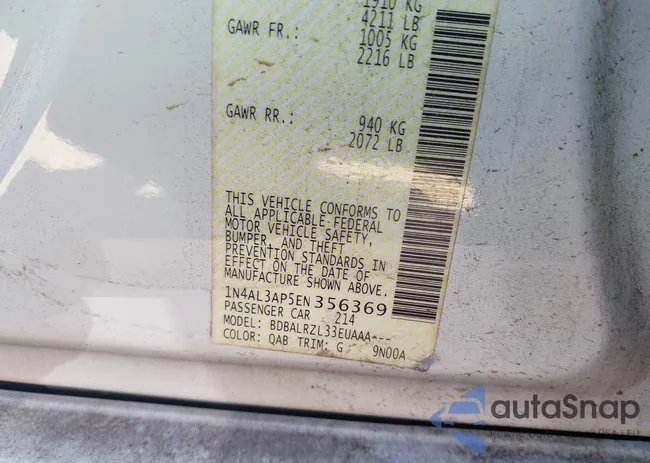 1910 KG
4211 LB
GAWR FR.: 1005 KG
2216 LB
GAWR RR.: 940 KG
2072 LB
THIS VEHICLE CONFORMS TO
ALL APPLICABLE FEDERAL
MOTOR VEHICLE SAFETY,
BUMPER, AND THEFT
PREVENTION STANDARDS IN
EFFECT ON THE DATE OF
MANUFACTURE SHOWN ABOVE.
1N4AL3AP5EN356369
PASSENGER CAR 214
MODEL: BDBALRZL33EUAAA---
COLOR: QAB TRIM: G 9N00A
autaSnap